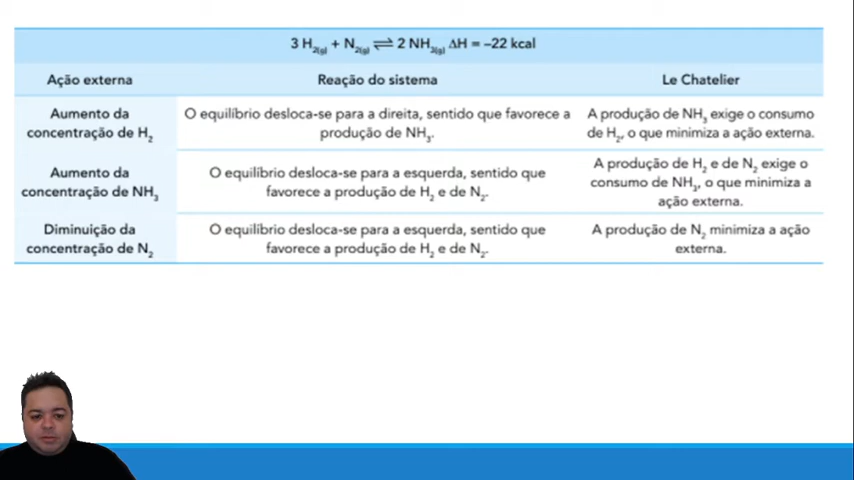 3 H2(g) + N2(g) ⇌ 2 NH3(g) ΔH = –22 kcal
Ação externa
Reação do sistema
Le Chatelier
Aumento da
concentração de H2
O equilíbrio desloca-se para a direita, sentido que favorece a
produção de NH3.
A produção de NH3 exige o consumo
de H2, o que minimiza a ação externa.
Aumento da
concentração de NH3
O equilíbrio desloca-se para a esquerda, sentido que
favorece a produção de H2 e de N2.
A produção de H2 e de N2 exige o
consumo de NH3, o que minimiza a
ação externa.
Diminuição da
concentração de N2
O equilíbrio desloca-se para a esquerda, sentido que
favorece a produção de H2 e de N2.
A produção de N2 minimiza a ação
externa.